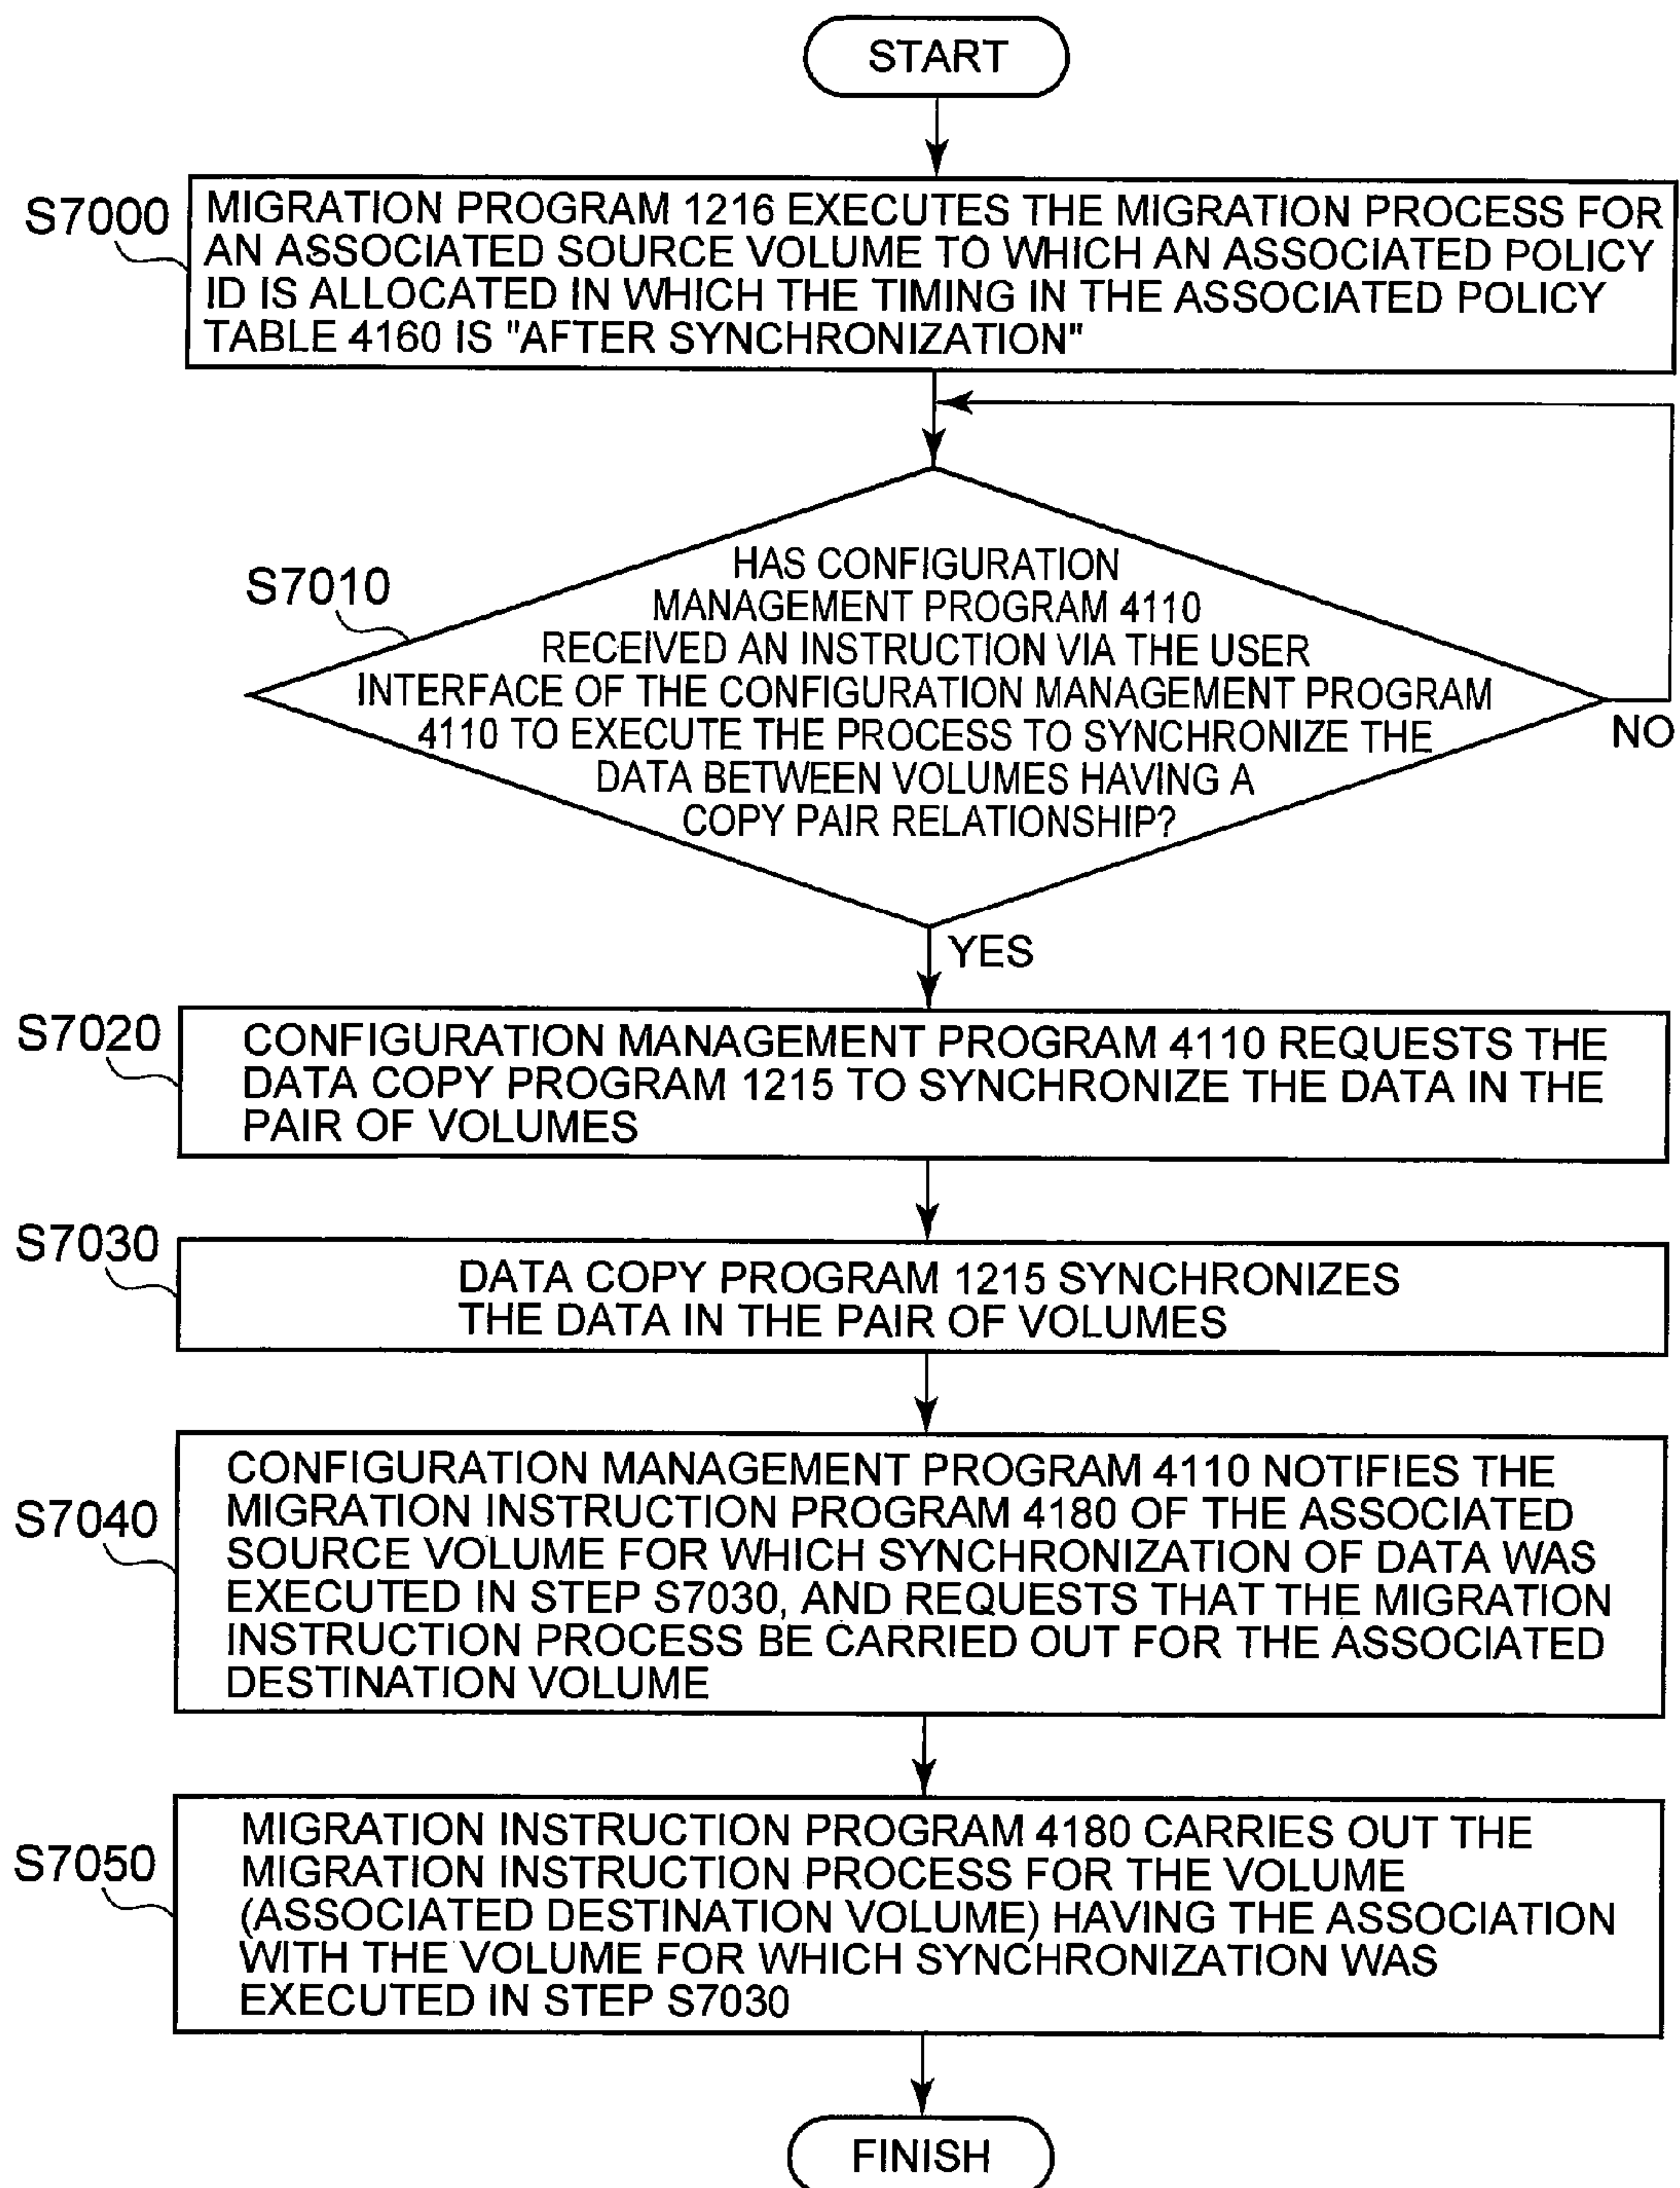 START
S7000
MIGRATION PROGRAM 1216 EXECUTES THE MIGRATION PROCESS FOR
AN ASSOCIATED SOURCE VOLUME TO WHICH AN ASSOCIATED POLICY
ID IS ALLOCATED IN WHICH THE TIMING IN THE ASSOCIATED POLICY
TABLE 4160 IS "AFTER SYNCHRONIZATION"
S7010
HAS CONFIGURATION
MANAGEMENT PROGRAM 4110
RECEIVED AN INSTRUCTION VIA THE USER
INTERFACE OF THE CONFIGURATION MANAGEMENT PROGRAM
4110 TO EXECUTE THE PROCESS TO SYNCHRONIZE THE
DATA BETWEEN VOLUMES HAVING A
COPY PAIR RELATIONSHIP?
NO
YES
S7020
CONFIGURATION MANAGEMENT PROGRAM 4110 REQUESTS THE
DATA COPY PROGRAM 1215 TO SYNCHRONIZE THE DATA IN THE
PAIR OF VOLUMES
S7030
DATA COPY PROGRAM 1215 SYNCHRONIZES
THE DATA IN THE PAIR OF VOLUMES
S7040
CONFIGURATION MANAGEMENT PROGRAM 4110 NOTIFIES THE
MIGRATION INSTRUCTION PROGRAM 4180 OF THE ASSOCIATED
SOURCE VOLUME FOR WHICH SYNCHRONIZATION OF DATA WAS
EXECUTED IN STEP S7030, AND REQUESTS THAT THE MIGRATION
INSTRUCTION PROCESS BE CARRIED OUT FOR THE ASSOCIATED
DESTINATION VOLUME
S7050
MIGRATION INSTRUCTION PROGRAM 4180 CARRIES OUT THE
MIGRATION INSTRUCTION PROCESS FOR THE VOLUME
(ASSOCIATED DESTINATION VOLUME) HAVING THE ASSOCIATION
WITH THE VOLUME FOR WHICH SYNCHRONIZATION WAS
EXECUTED IN STEP S7030
FINISH